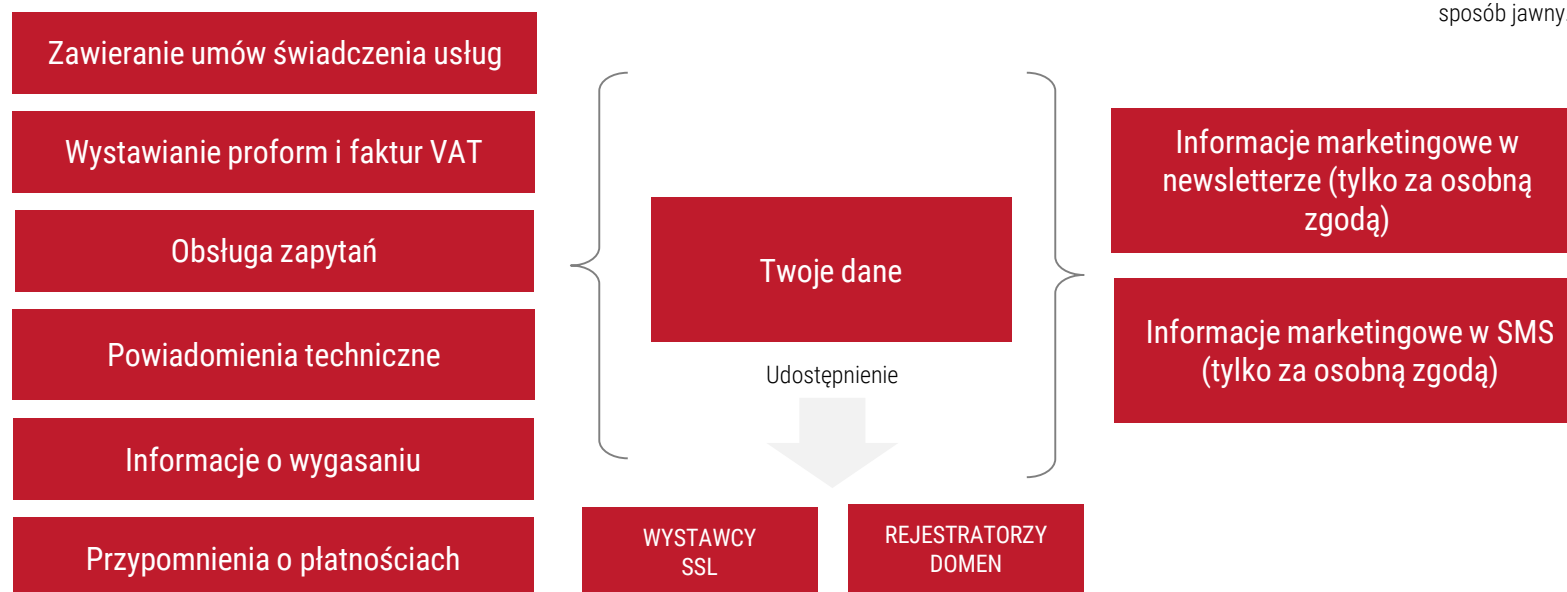 sposób jawny.
Zawieranie umów świadczenia usług
Wystawianie proform i faktur VAT
Obsługa zapytań
Powiadomienia techniczne
Informacje o wygasaniu
Przypomnienia o płatnościach
Twoje dane
Udostępnienie
WYSTAWCY
SSL
REJESTRATORZY
DOMEN
Informacje marketingowe w
newsletterze (tylko za osobną
zgodą)
Informacje marketingowe w SMS
(tylko za osobną zgodą)